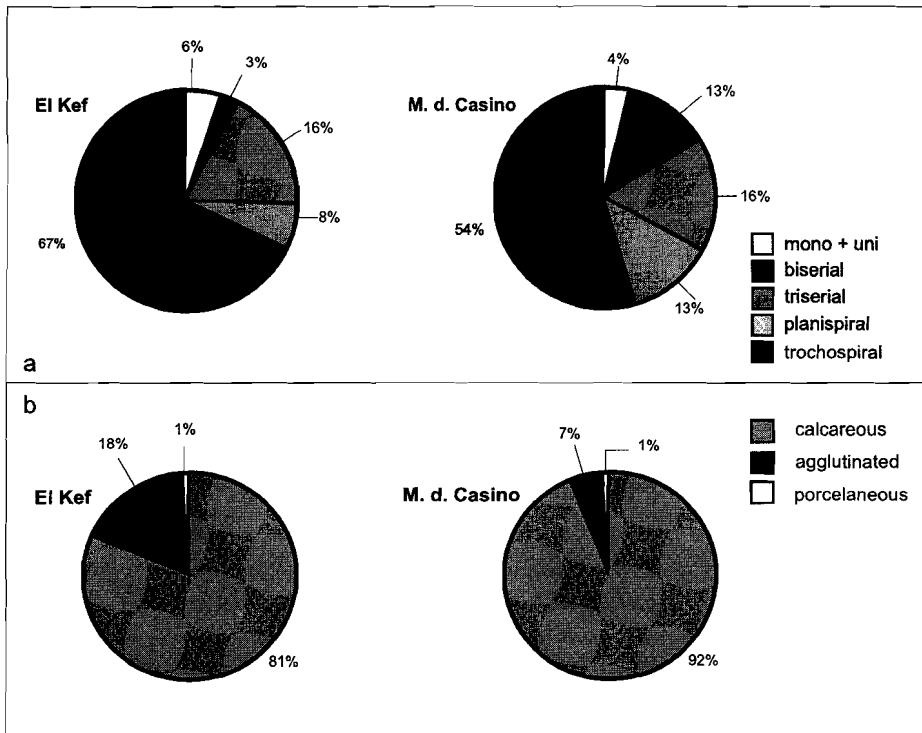 6%
3%
El Kef
16%
8%
67%
4%
M. d. Casino
13%
16%
54%
13%
mono + uni
biserial
triserial
planispiral
trochospiral
a
b
18%
1%
El Kef
81%
7%
1%
M. d. Casino
92%
calcareous
agglutinated
porcelaneous